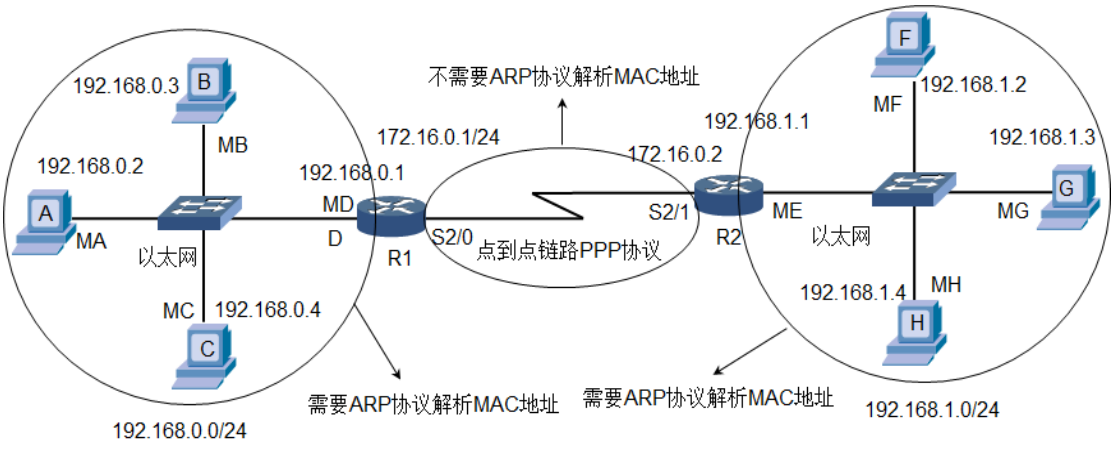 F
B
不需要ARP协议解析MAC地址
192.168.0.3
192.168.1.2
MF
MB
172.16.0.1/24
192.168.1.1
192.168.1.3
192.168.0.2
192.168.0.1
172.16.0.2
A
MD
G
MA
D
S2/0
S2/1
ME
MG
以太网
R1
点到点链路PPP协议
R2
以太网
MC
192.168.0.4
192.168.1.4
MH
C
H
需要ARP协议解析MAC地址
需要ARP协议解析MAC地址
192.168.0.0/24
192.168.1.0/24